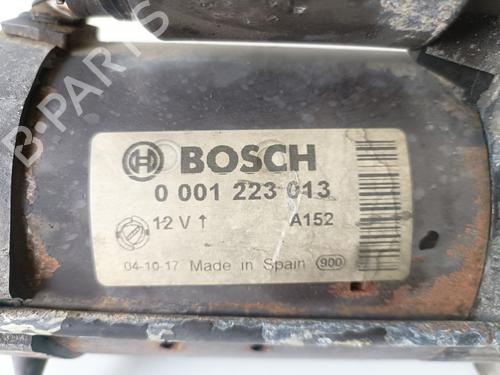 B-PARTS
BOSCH
0 001 223 013
12 V ↑ A152
04-10-17 Made in Spain 900